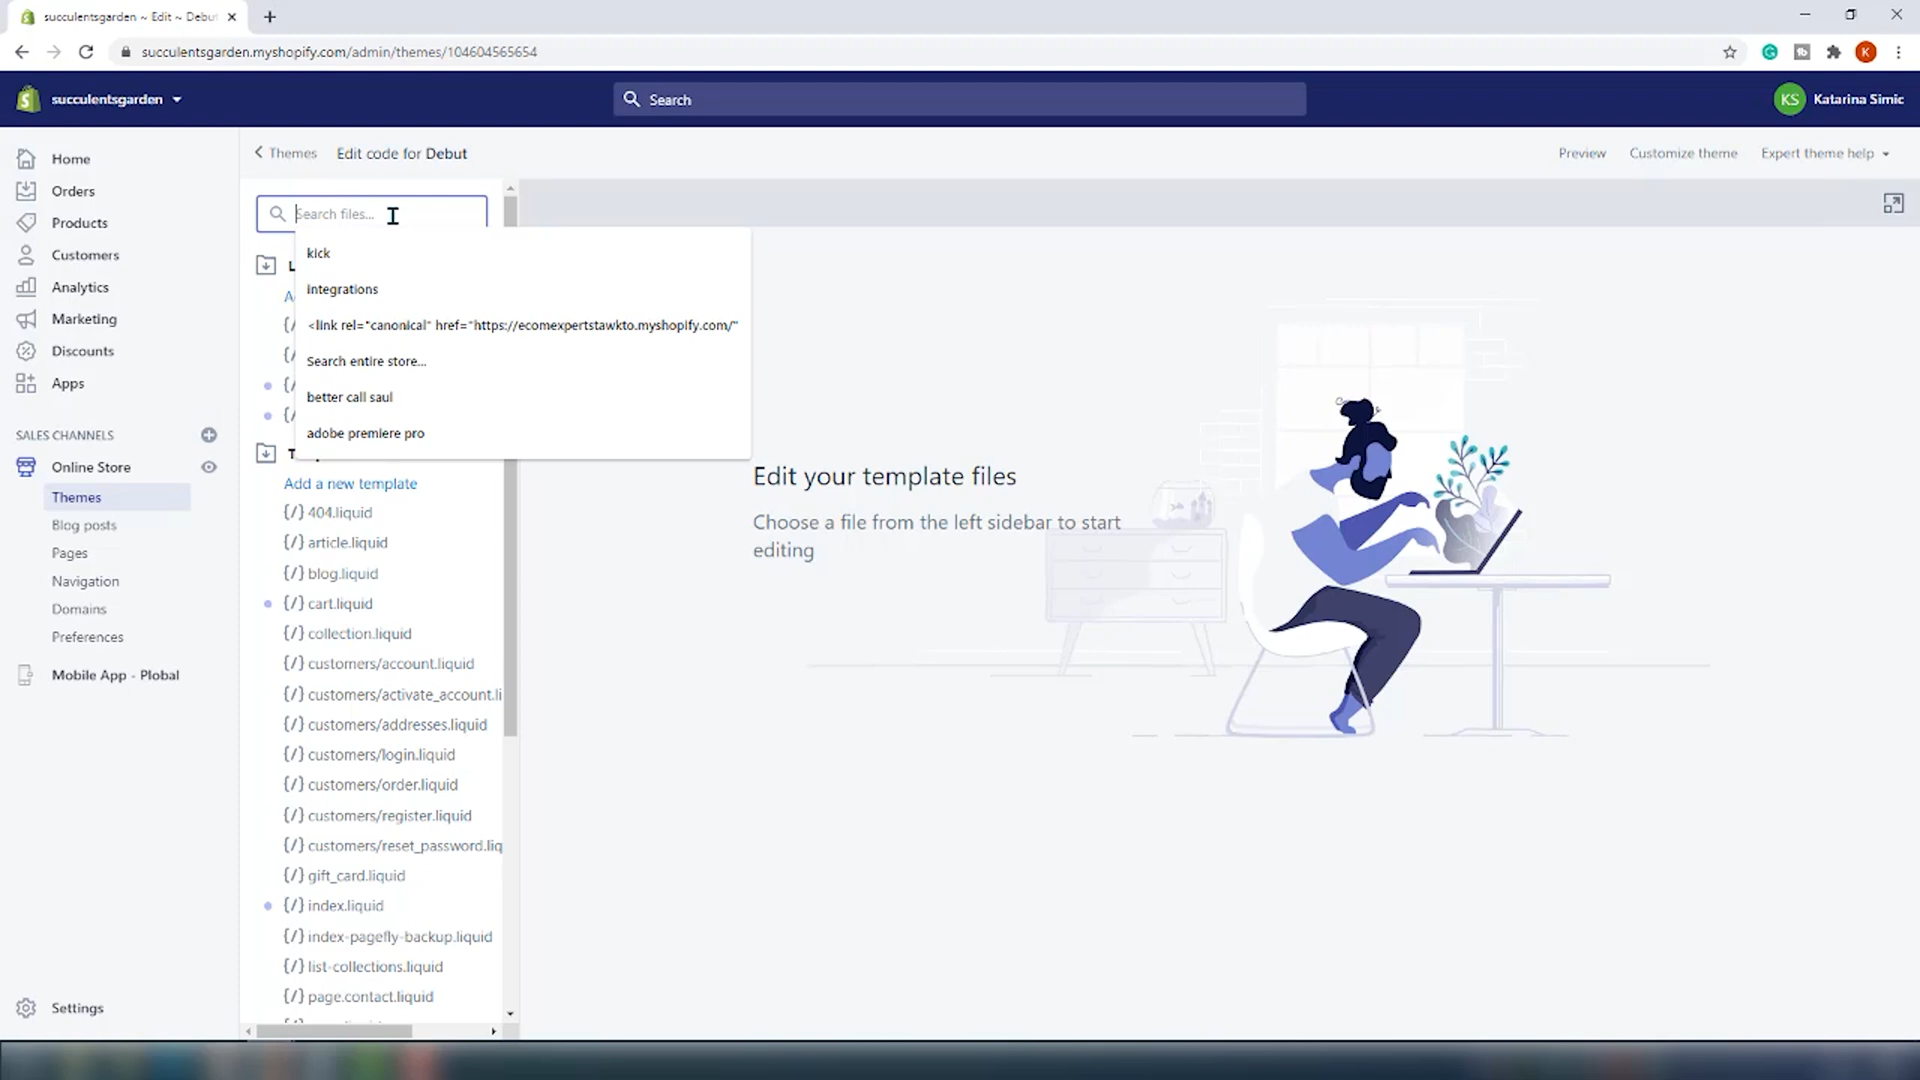 succulentsgarden ~ Edit ~ Debut
succulentsgarden.myshopify.com/admin/themes/104604565654
K
succulentsgarden
Search
KS
Katarina Simic
Home
Orders
Products
Customers
Analytics
Marketing
Discounts
Apps
SALES CHANNELS
Online Store
Themes
Blog posts
Pages
Navigation
Domains
Preferences
Mobile App - Plobal
Settings
Themes
Edit code for Debut
Preview
Customize theme
Expert theme help
Search files...
kick
integrations
<link rel="canonical" href="https://ecomexpertstawkto.myshopify.com/"
Search entire store...
better call saul
adobe premiere pro
Add a new template
{/} 404.liquid
{/} article.liquid
{/} blog.liquid
{/} cart.liquid
{/} collection.liquid
{/} customers/account.liquid
{/} customers/activate_account.li
{/} customers/addresses.liquid
{/} customers/login.liquid
{/} customers/order.liquid
{/} customers/register.liquid
{/} customers/reset_password.liq
{/} gift_card.liquid
{/} index.liquid
{/} index-pagefly-backup.liquid
{/} list-collections.liquid
{/} page.contact.liquid
Edit your template files
Choose a file from the left sidebar to start
editing